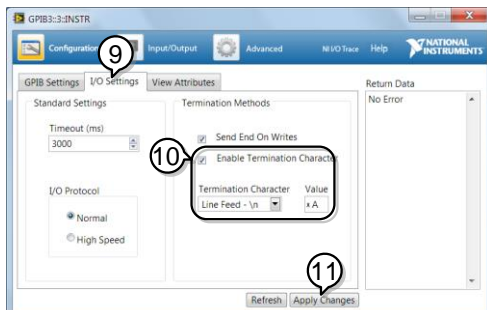 GPIB3::3::INSTR
Configuration
Input/Output
Advanced
NI I/O Trace
Help
NATIONAL
INSTRUMENTS
9
GPIB Settings
I/O Settings
View Attributes
Return Data
No Error
Standard Settings
Timeout (ms)
3000
I/O Protocol
Normal
High Speed
Termination Methods
Send End On Writes
10
Enable Termination Character
Termination Character
Value
Line Feed - \n
x A
11
Refresh
Apply Changes